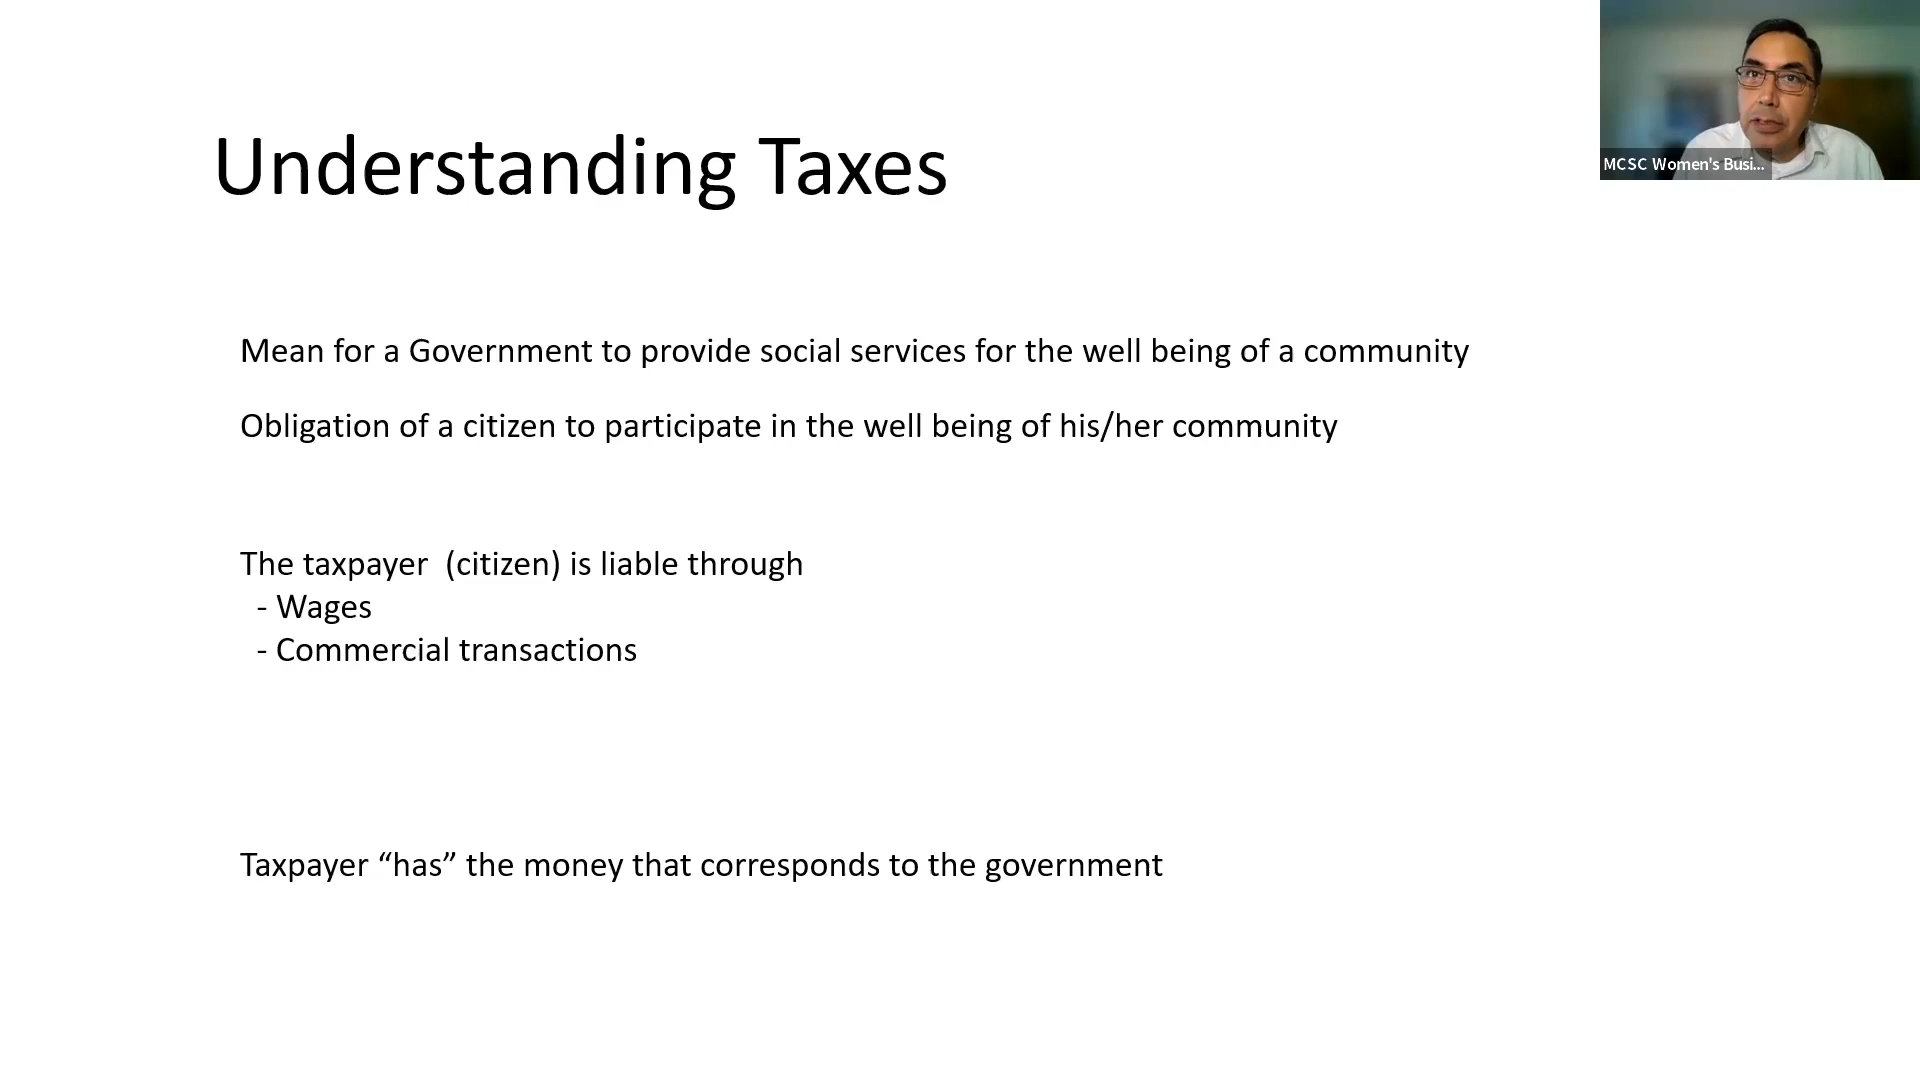 Understanding Taxes
MCSC Women's Busi...
Mean for a Government to provide social services for the well being of a community
Obligation of a citizen to participate in the well being of his/her community
The taxpayer  (citizen) is liable through
- Wages
- Commercial transactions
Taxpayer “has” the money that corresponds to the government